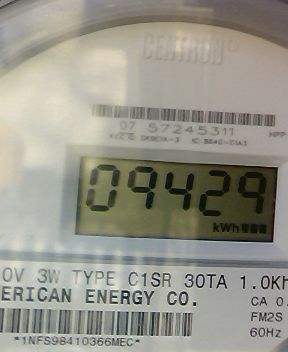 CENTRON®
07 57245311
09429
kWh
0V 3W TYPE C1SR 30TA 1.0Kh
ERICAN ENERGY CO.
CA 0.
FM2S
60Hz
*1NFS98410366MEC*